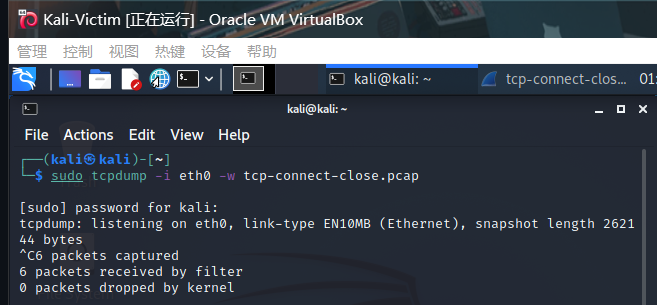 Kali-Victim [正在运行] - Oracle VM VirtualBox
管理 控制 视图 热键 设备 帮助
kali@kali: ~ tcp-connect-close... 01:
kali@kali: ~
File Actions Edit View Help
(kali㉿kali)-[~]
$ sudo tcpdump -i eth0 -w tcp-connect-close.pcap
[sudo] password for kali:
tcpdump: listening on eth0, link-type EN10MB (Ethernet), snapshot length 2621
44 bytes
^C6 packets captured
6 packets received by filter
0 packets dropped by kernel